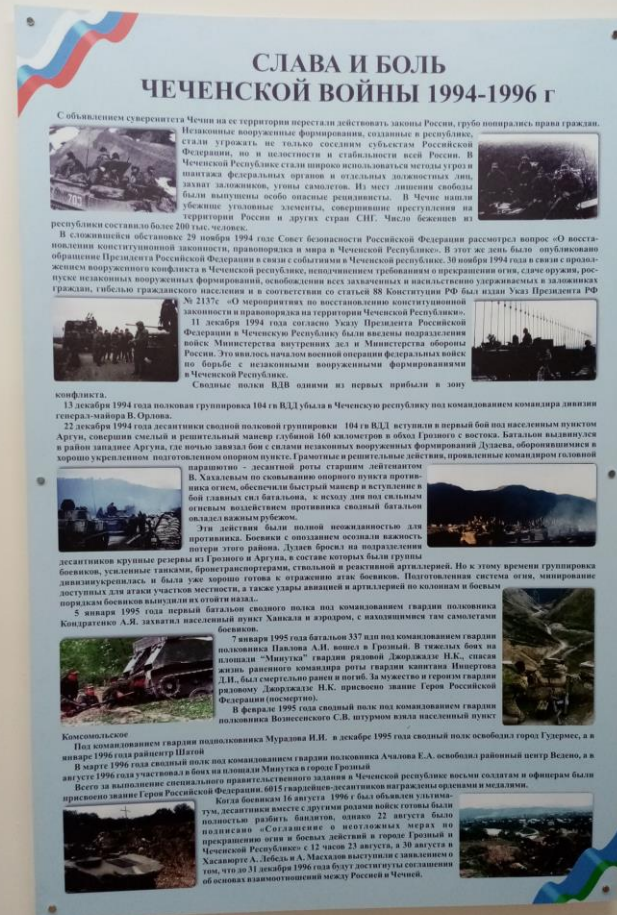 СЛАВА И БОЛЬ
ЧЕЧЕНСКОЙ ВОЙНЫ 1994-1996 г
С объявлением суверенитета Чечни на ее территории перестали действовать законы России, грубо попирались права граждан.
Незаконные вооруженные формирования, созданные в республике,
стали угрожать не только соседним субъектам Российской
Федерации, но и целостности и стабильности всей России. В
Чеченской Республике стали широко использоваться методы угроз и
шантажа федеральных органов и отдельных должностных лиц,
захват заложников, угоны самолетов. Из мест лишения свободы
были выпущены особо опасные рецидивисты. В Чечне нашли
убежище уголовные элементы, совершившие преступления на
территории России и других стран СНГ. Число беженцев из
республики составило более 200 тыс. человек.
В сложившейся обстановке 29 ноября 1994 годе Совет безопасности Российской Федерации рассмотрел вопрос «О восста-
новлении конституционной законности, правопорядка и мира в Чеченской Республике». В этот же день было опубликовано
обращение Президента Российской Федерации в связи с событиями в Чеченской республике. 30 ноября 1994 года в связи с продол-
жением вооруженного конфликта в Чеченской республике, неподчинением требованиям о прекращения огня, сдаче оружия, рос-
пуске незаконных вооруженных формирований, освобождении всех захваченных и насильственно удерживаемых в заложниках
граждан, гибелью гражданского населения и в соответствии со статьей 88 Конституции РФ был издан Указ Президента РФ
№ 2137с «О мероприятиях по восстановлению конституционной
законности и правопорядка на территории Чеченской Республики».
11 декабря 1994 года согласно Указу Президента Российской
Федерации в Чеченскую Республику были введены подразделения
войск Министерства внутренних дел и Министерства обороны
России. Это явилось началом военной операции федеральных войск
по борьбе с незаконными вооруженными формированиями
в Чеченской Республике.
Сводные полки ВДВ одними из первых прибыли в зону
конфликта.
13 декабря 1994 года полковая группировка 104 гв ВДД убыла в Чеченскую республику под командованием командира дивизии
генерал-майора В. Орлова.
22 декабря 1994 года десантники сводной полковой группировки 104 гв ВДД вступили в первый бой под населенным пунктом
Аргун, совершив смелый и решительный маневр глубиной 160 километров в обход Грозного с востока. Батальон выдвинулся
в район западнее Аргуна, где ночью завязал бои с силами незаконных вооруженных формирований Дудаева, оборонявшимися в
хорошо укрепленном подготовленном опорном пункте. Грамотные и решительные действия, проявленные командиром головной
парашютно - десантной роты старшим лейтенантом
В. Хахалевым по сковыванию опорного пункта против-
ника огнем, обеспечили быстрый маневр и вступление в
бой главных сил батальона, к исходу дня под сильным
огневым воздействием противника сводный батальон
овладел важным рубежом.
Эти действия были полной неожиданностью для
противника. Боевики с опозданием осознали важность
потери этого района. Дудаев бросил на подразделения
десантников крупные резервы из Грозного и Аргуна, в составе которых были группы
боевиков, усиленные танками, бронетранспортерами, ствольной и реактивной артиллерией. Но к этому времени группировка
дивизииукрепилась и была уже хорошо готова к отражению атак боевиков. Подготовленная система огня, минирование
доступных для атаки участков местности, а также удары авиацией и артиллерией по колоннам и боевым
порядкам боевиков вынудили их отойти назад.
5 января 1995 года первый батальон сводного полка под командованием гвардии полковника
Кондратенко А.Я. захватил населенный пункт Ханкала и аэродром, с находящимися там самолетами
боевиков.
7 января 1995 года батальон 337 пдп под командованием гвардии
полковника Павлова А.И. вошел в Грозный. В тяжелых боях на
площади “Минутка” гвардии рядовой Джорджадзе Н.К., спасая
жизнь раненного командира роты гвардии капитана Инцертова
Д.И., был смертельно ранен и погиб. За мужество и героизм гвардии
рядовому Джорджадзе Н.К. присвоено звание Героя Российской
Федерации (посмертно).
В феврале 1995 года сводный полк под командованием гвардии
полковника Вознесенского С.В. штурмом взяла населенный пункт
Комсомольское
Под командованием гвардии подполковника Мурадова И.И. в декабре 1995 года сводный полк освободил город Гудермес, а в
январе 1996 года райцентр Шатой
В марте 1996 года сводный полк под командованием гвардии полковника Ачалова Е.А. освободил районный центр Ведено, а в
августе 1996 года участвовал в боях на площади Минутка в городе Грозный
Всего за выполнение специального правительственного задания в Чеченской республике восьми солдатам и офицерам были
присвоено звание Героя Российской Федерации. 6015 гвардейцев-десантников награждены орденами и медалями.
Когда боевикам 16 августа 1996 г был объявлен ультима-
тум, десантники вместе с другими родами войск готовы были
полностью разбить бандитов, однако 22 августа было
подписано «Соглашение о неотложных мерах по
прекращению огня и боевых действий в городе Грозный и
Чеченской Республике» с 12 часов 23 августа, а 30 августа в
Хасавюрте А. Лебедь и А. Масхадов выступили с заявлением о
том, что до 31 декабря 1996 года будут достигнуты соглашения
об основах взаимоотношений между Россией и Чечней.
703